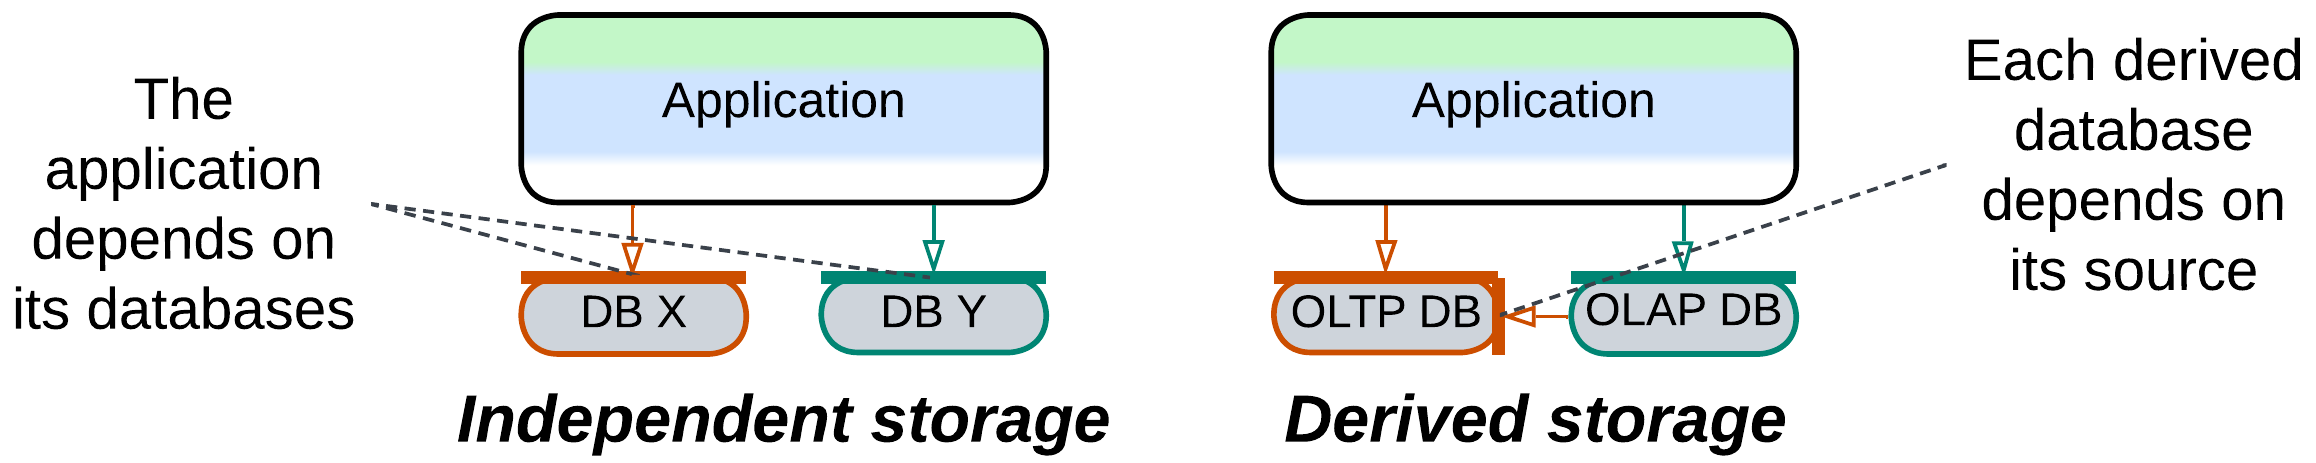 The
application
depends on
its databases
Application
DB X
DB Y
Independent storage
Application
OLTP DB
OLAP DB
Derived storage
Each derived
database
depends on
its source